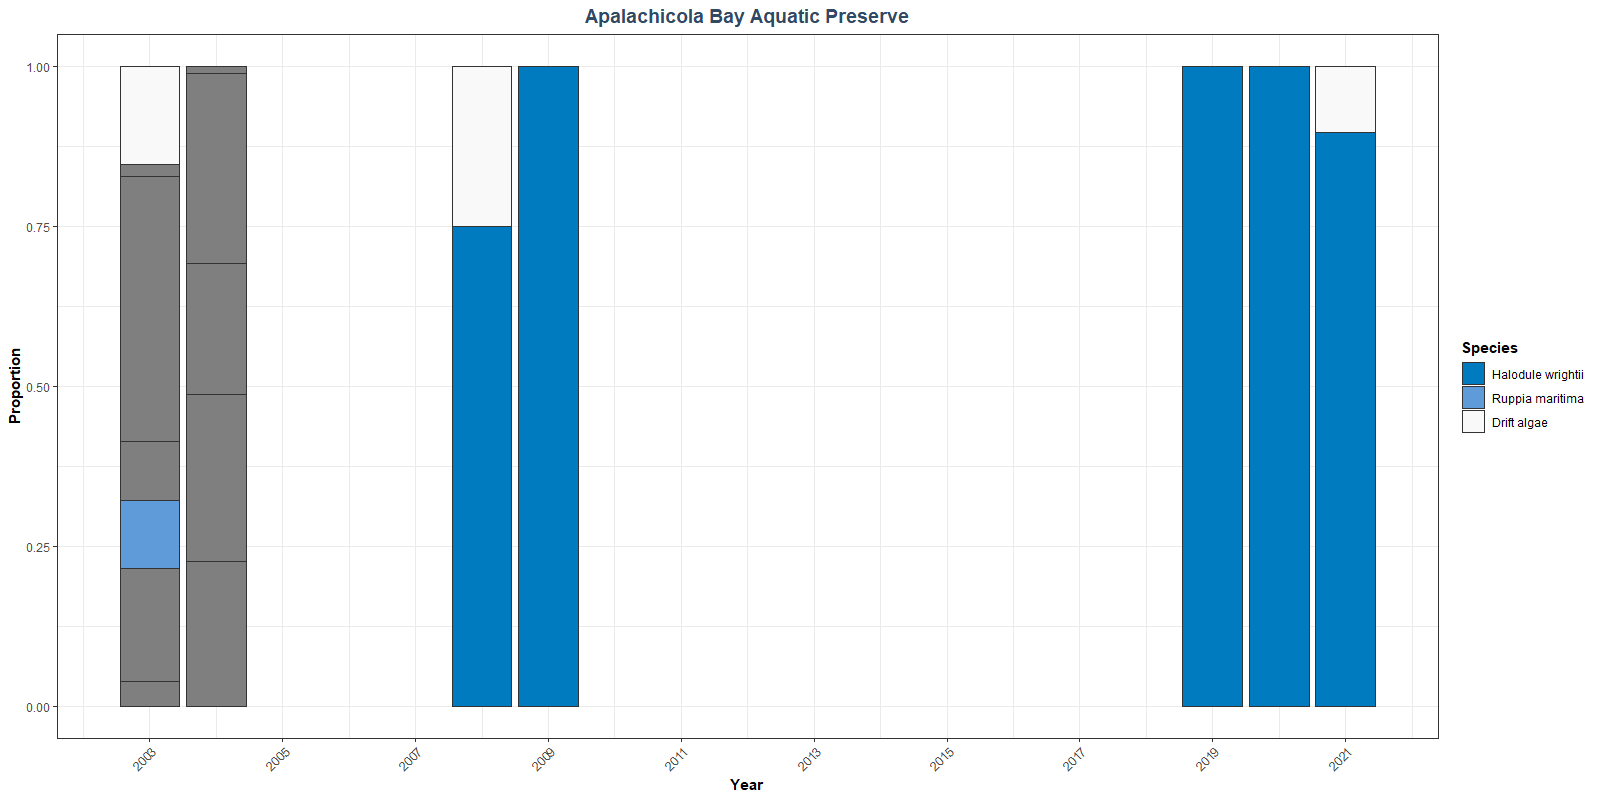 Apalachicola Bay Aquatic Preserve
1.00
0.75
0.50
0.25
0.00
Proportion
2003
2005
2007
2009
2011
2013
2015
2017
2019
2021
Year
Species
Halodule wrightii
Ruppia maritima
Drift algae